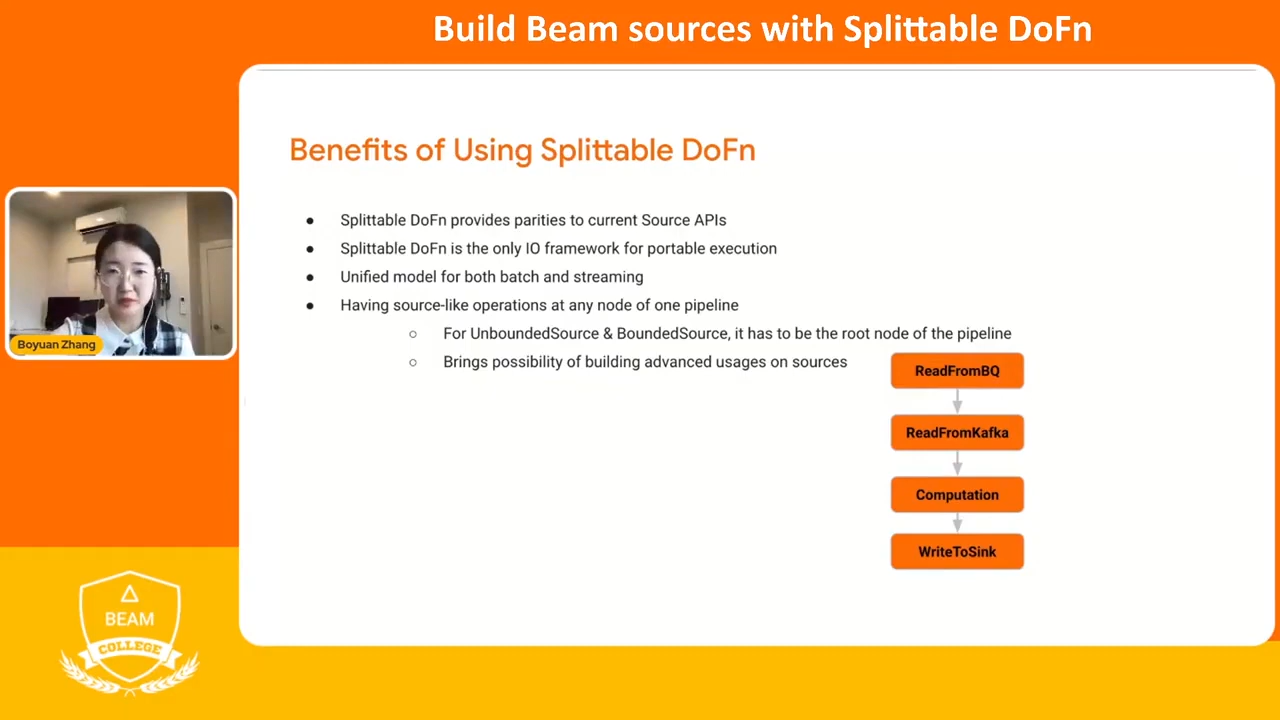 Build Beam sources with Splittable DoFn
Benefits of Using Splittable DoFn
● Splittable DoFn provides parities to current Source APIs
● Splittable DoFn is the only IO framework for portable execution
● Unified model for both batch and streaming
● Having source-like operations at any node of one pipeline
○ For UnboundedSource & BoundedSource, it has to be the root node of the pipeline
○ Brings possibility of building advanced usages on sources
ReadFromBQ
ReadFromKafka
Computation
WriteToSink
Boyuan Zhang
BEAM
COLLEGE